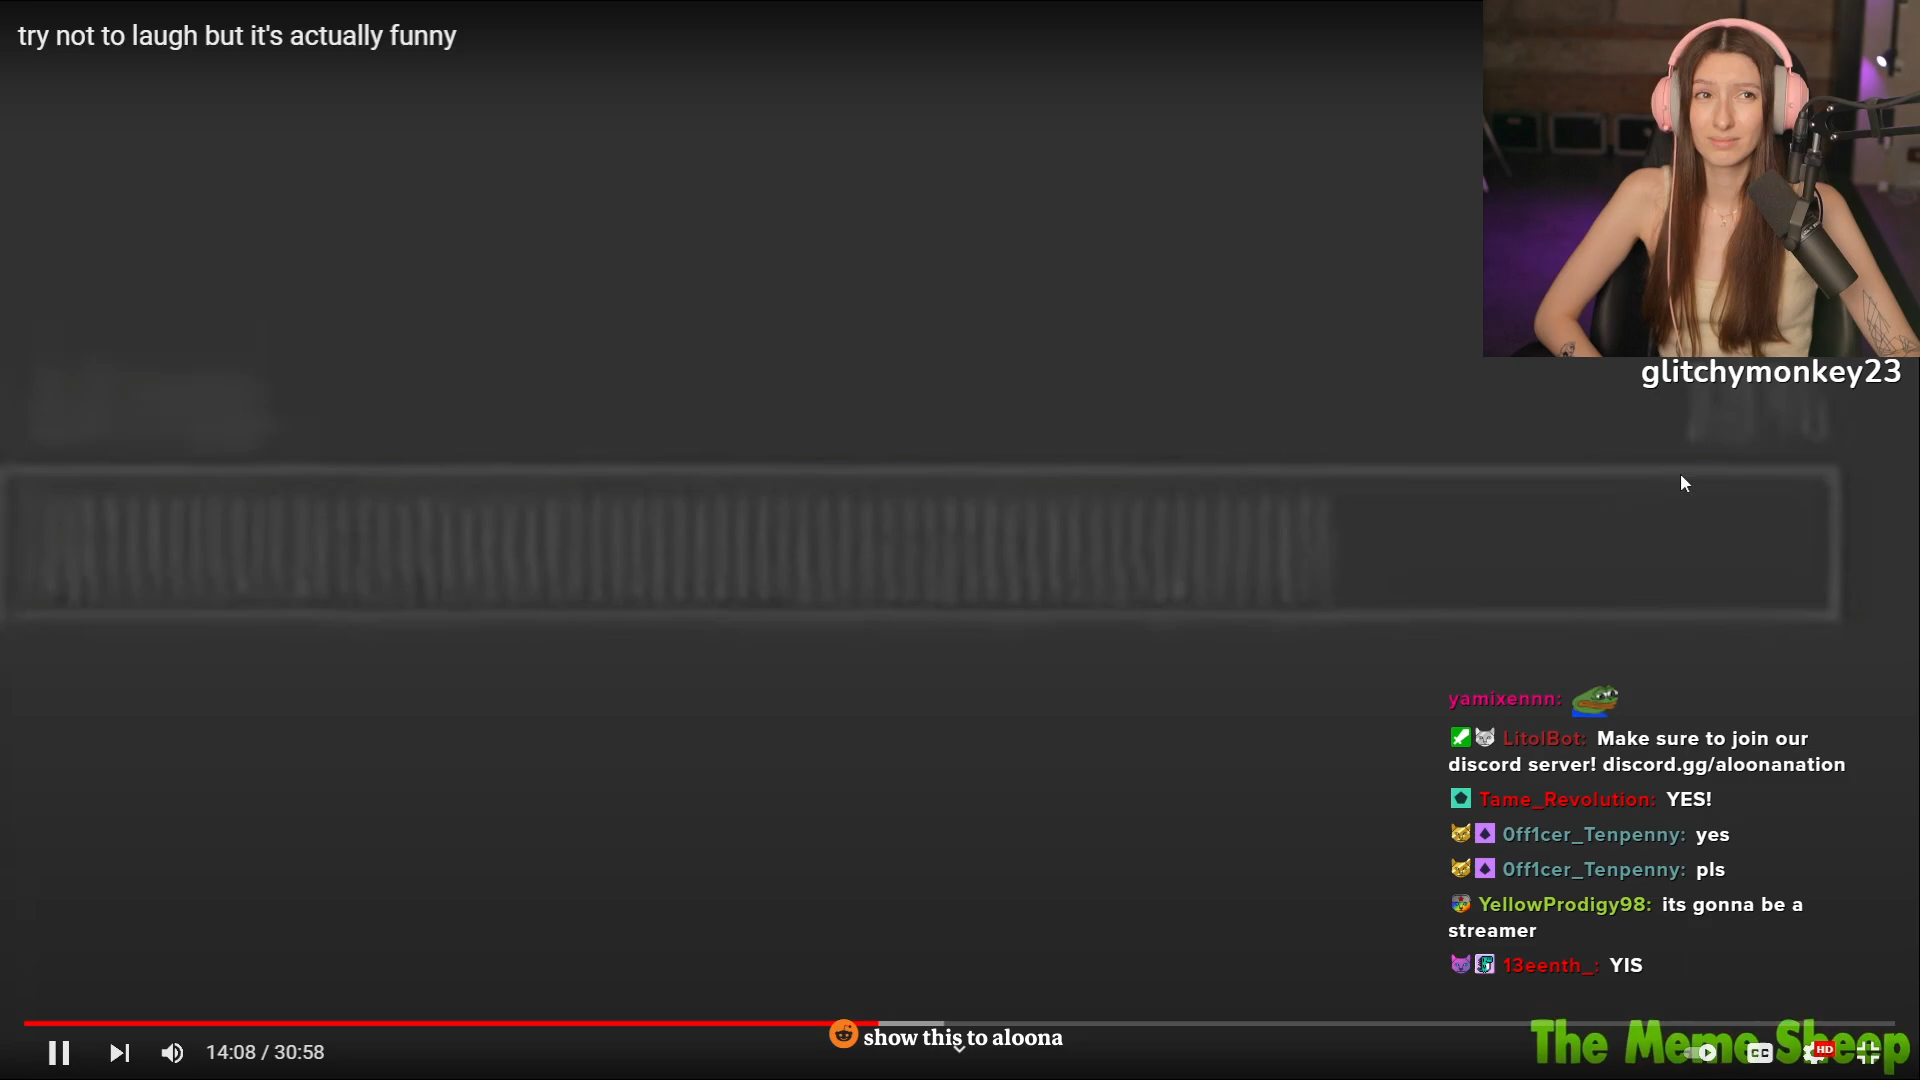 try not to laugh but it's actually funny
glitchymonkey23
yamixennn:
LitolBot: Make sure to join our
discord server! discord.gg/aloonanation
Tame_Revolution: YES!
0ff1cer_Tenpenny: yes
0ff1cer_Tenpenny: pls
YellowProdigy98: its gonna be a
streamer
13eenth_: YIS
show this to aloona
14:08 / 30:58
The Meme Sheep
CC
HD